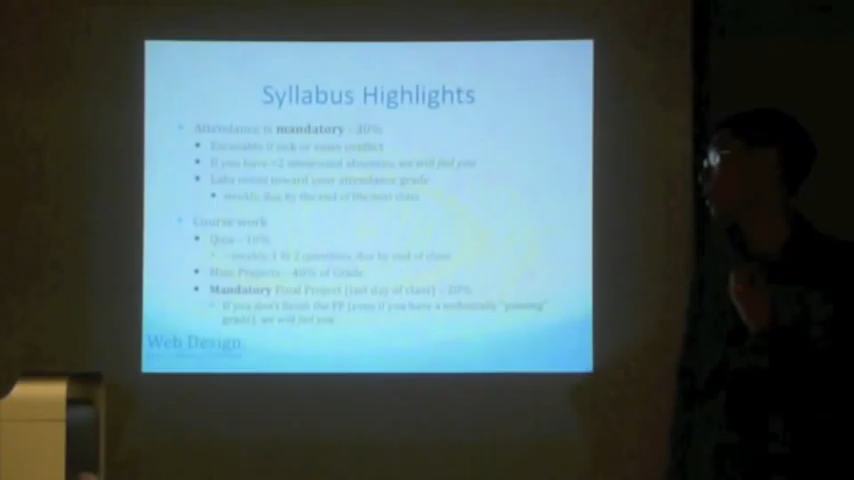 Syllabus Highlights
Attendance is mandatory - 30%
Excusable if sick or conflict
If you have >2 absences, we will fail you
Labs count toward your attendance grade
weekly, due by the end of the next class
Course work
Quiz - 10%
weekly, 1 to 2 questions, due by end of class
Mini Projects - 40% of Grade
Mandatory Final Project (last day of class) - 20%
If you don't finish the FP (even if you have a technically "passing"
grade), we will fail you
Web Design